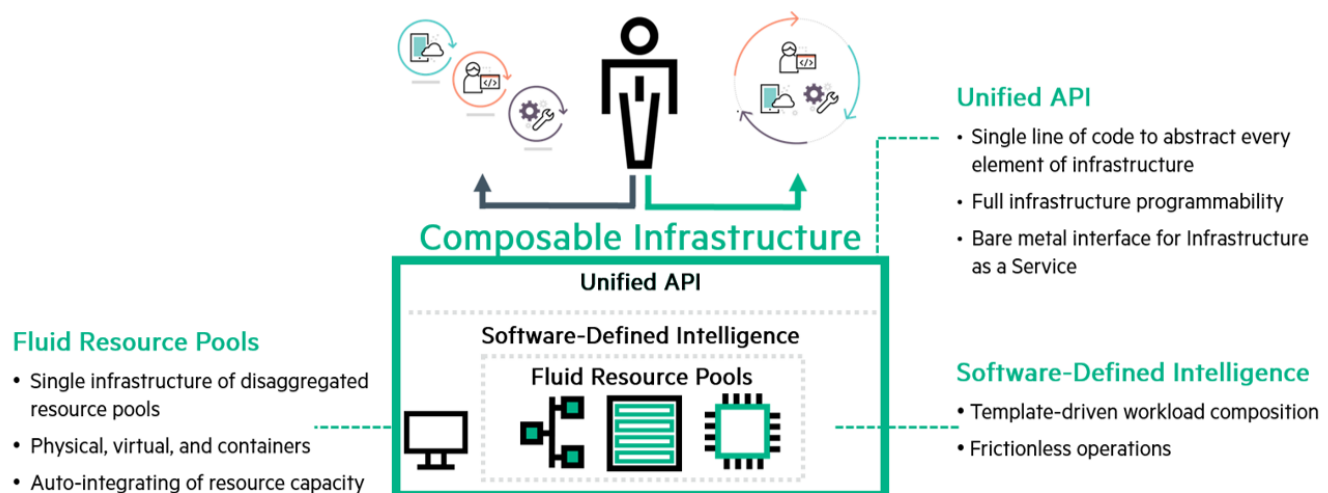 Unified API
• Single line of code to abstract every
element of infrastructure
• Full infrastructure programmability
• Bare metal interface for Infrastructure
as a Service
Composable Infrastructure
Unified API
Software-Defined Intelligence
Fluid Resource Pools
Fluid Resource Pools
• Single infrastructure of disaggregated
resource pools
• Physical, virtual, and containers
• Auto-integrating of resource capacity
Software-Defined Intelligence
• Template-driven workload composition
• Frictionless operations